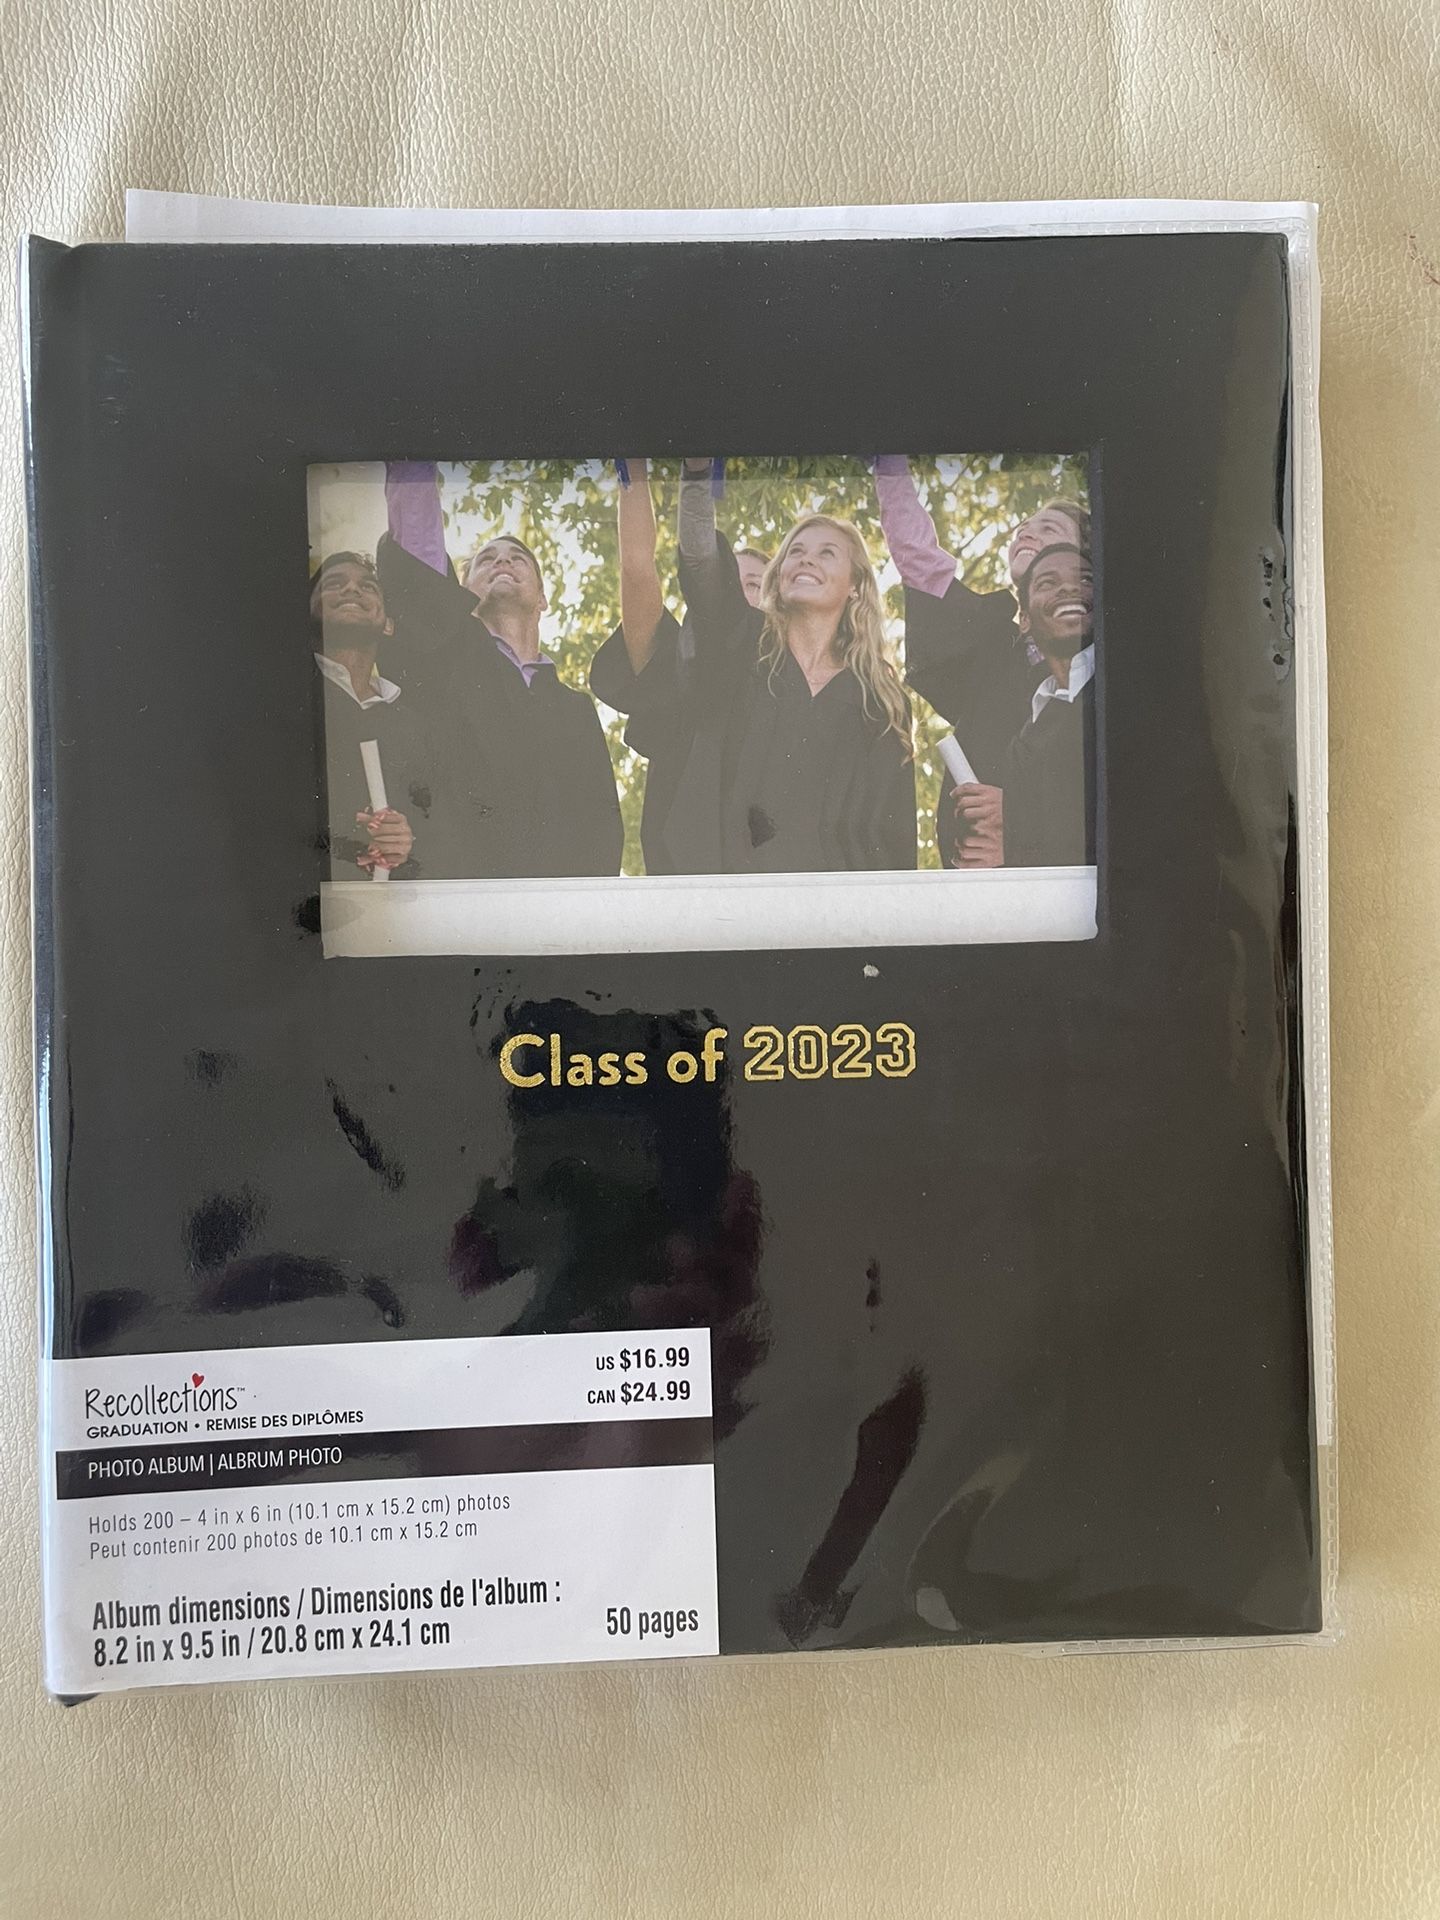 Class of 2023
Recollections™
US $16.99
CAN $24.99
GRADUATION • REMISE DES DIPLÔMES
PHOTO ALBUM | ALBRUM PHOTO
Holds 200 – 4 in x 6 in (10.1 cm x 15.2 cm) photos
Peut contenir 200 photos de 10.1 cm x 15.2 cm
Album dimensions / Dimensions de l'album :
8.2 in x 9.5 in / 20.8 cm x 24.1 cm
50 pages